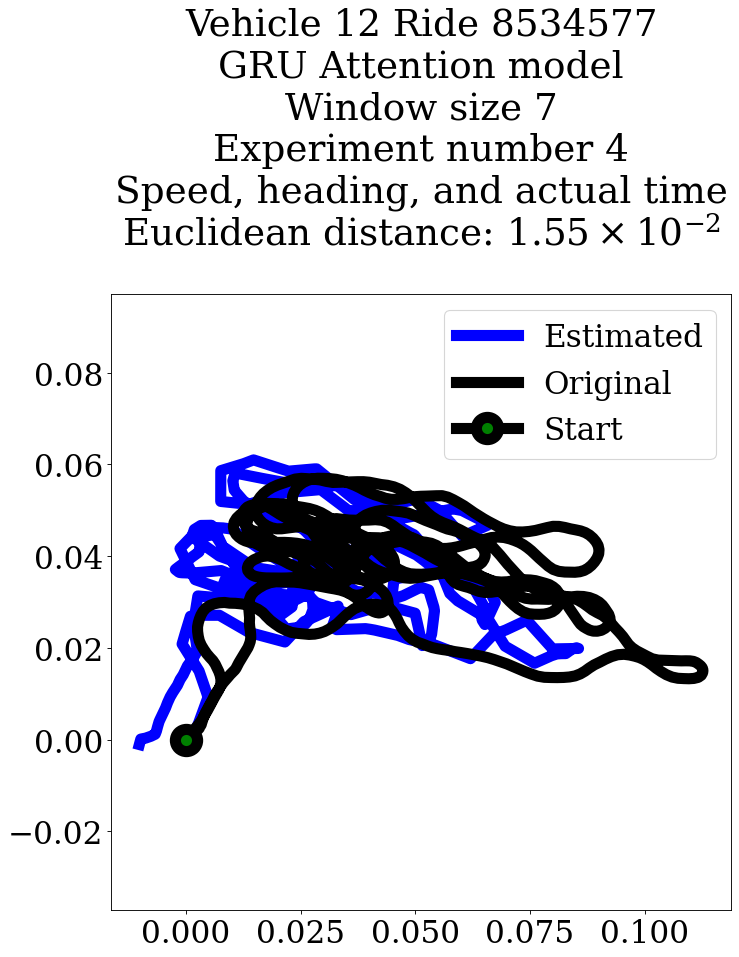 Vehicle 12 Ride 8534577
GRU Attention model
Window size 7
Experiment number 4
Speed, heading, and actual time
Euclidean distance: 1.55 × 10⁻²
Estimated
Original
Start
0.08
0.06
0.04
0.02
0.00
−0.02
0.000 0.025 0.050 0.075 0.100